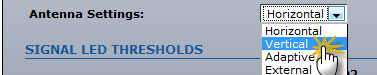 Antenna Settings: Horizontal
Horizontal
Vertical
SIGNAL LED THRESHOLDS
Adaptive
External